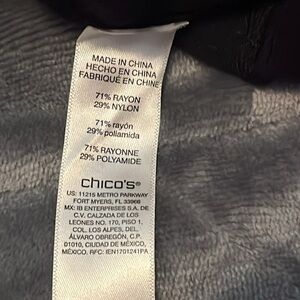 MADE IN CHINA
HECHO EN CHINA
FABRIQUÉ EN CHINE
71% RAYON
29% NYLON
71% rayón
29% poliamida
71% RAYONNE
29% POLYAMIDE
chico's®
US: 11215 METRO PARKWAY
FORT MYERS, FL 33966
MX: IB ENTERPRISES S.A. DE
C.V. CALZADA DE LOS
LEONES NO. 170, PISO 1,
COL. LOS ALPES, DEL.
ÁLVARO OBREGÓN, C.P.
01010, CIUDAD DE MÉXICO,
MÉXICO, RFC: IEN1701241PA